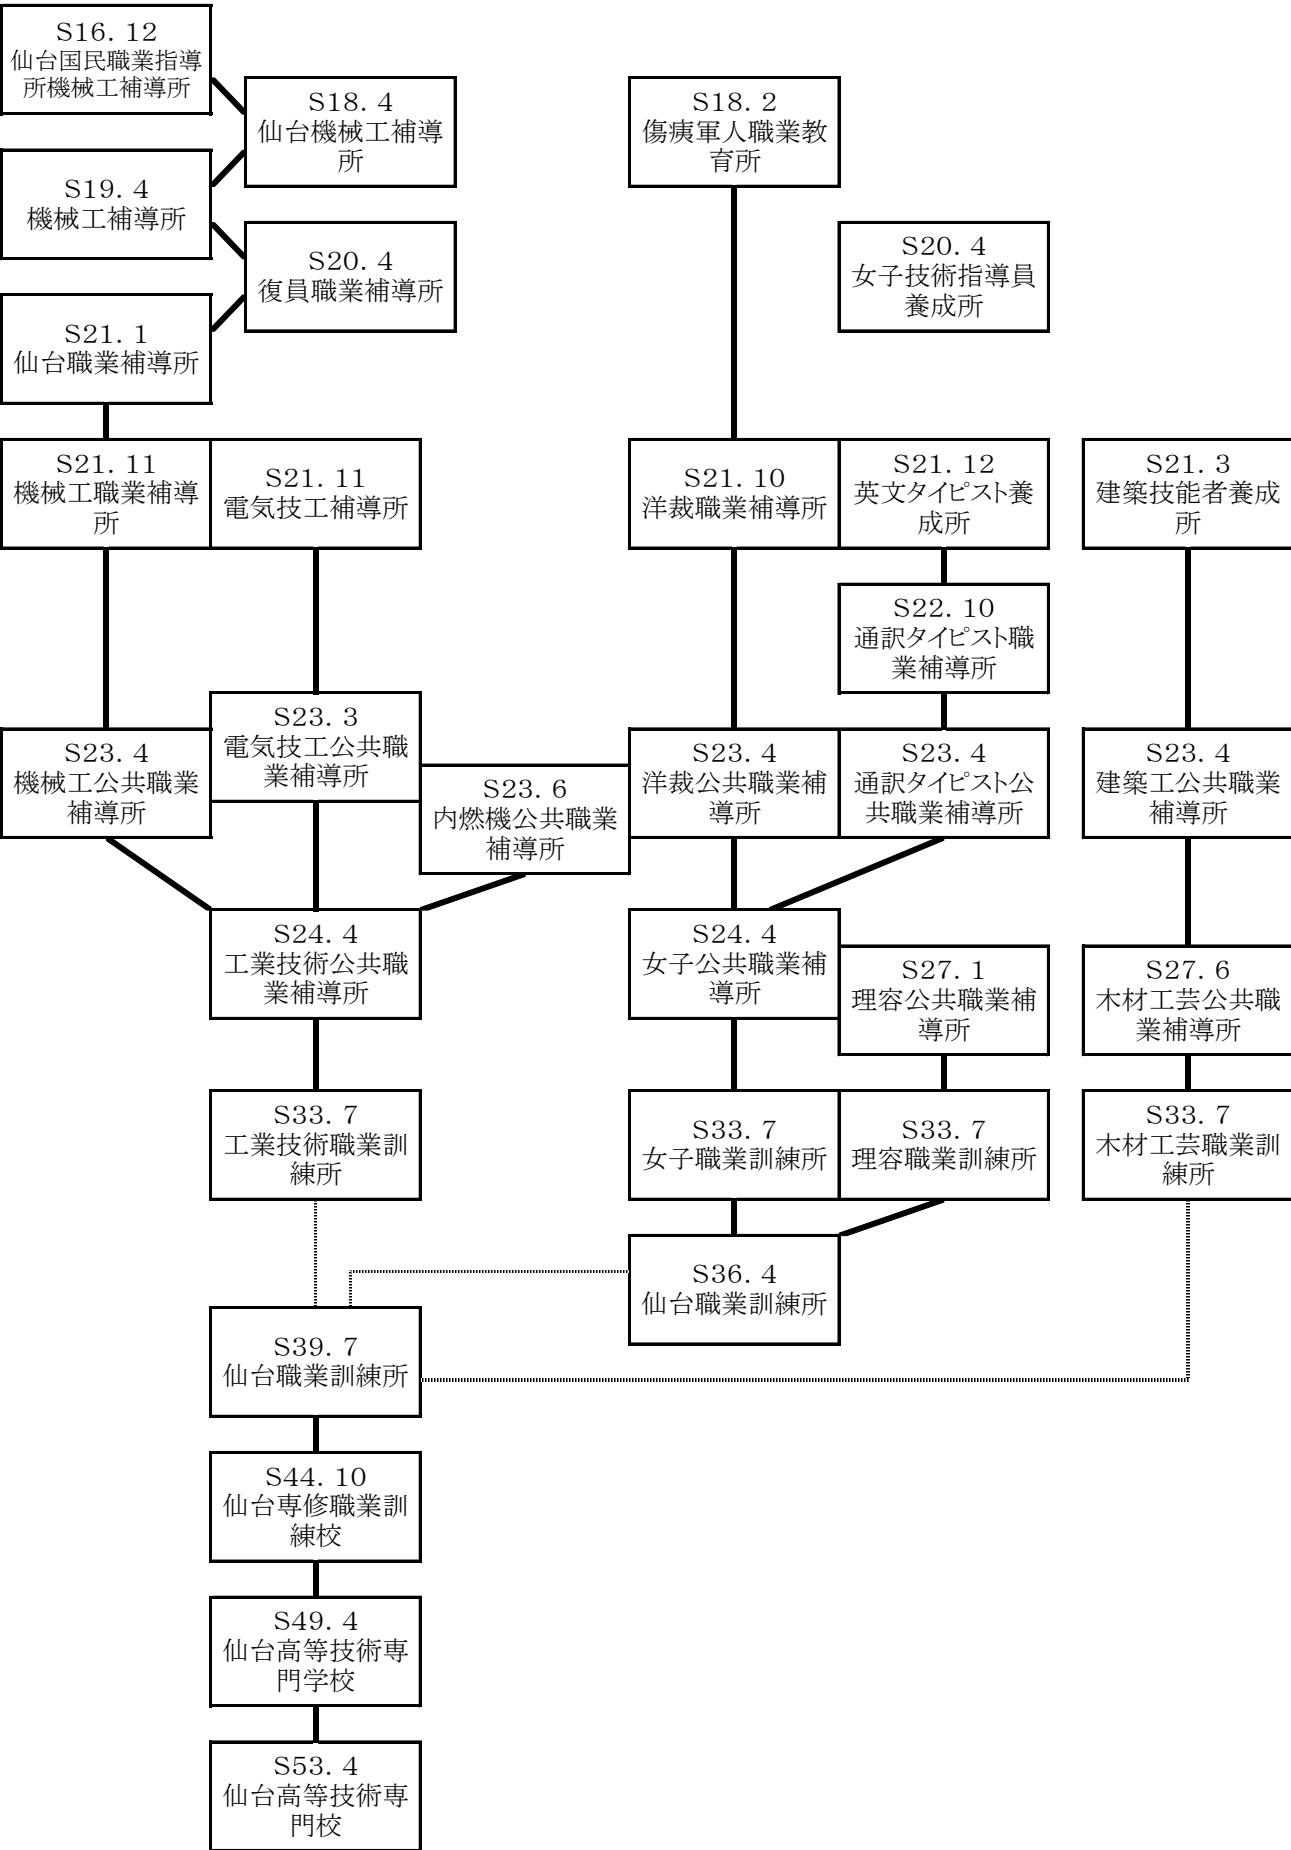 S16．12
仙台国民職業指導
所機械工補導所
S18．4
仙台機械工補導
所
S18．2
傷痍軍人職業教
育所
S19．4
機械工補導所
S20．4
復員職業補導所
S20．4
女子技術指導員
養成所
S21．1
仙台職業補導所
S21．11
機械工職業補導
所
S21．11
電気技工補導所
S21．10
洋裁職業補導所
S21．12
英文タイピスト養
成所
S21．3
建築技能者養成
所
S22．10
通訳タイピスト職
業補導所
S23．4
機械工公共職業
補導所
S23．3
電気技工公共職
業補導所
S23．6
内燃機公共職業
補導所
S23．4
洋裁公共職業補
導所
S23．4
通訳タイピスト公
共職業補導所
S23．4
建築工公共職業
補導所
S24．4
工業技術公共職
業補導所
S24．4
女子公共職業補
導所
S27．1
理容公共職業補
導所
S27．6
木材工芸公共職
業補導所
S33．7
工業技術職業訓
練所
S33．7
女子職業訓練所
S33．7
理容職業訓練所
S33．7
木材工芸職業訓
練所
S36．4
仙台職業訓練所
S39．7
仙台職業訓練所
S44．10
仙台専修職業訓
練校
S49．4
仙台高等技術専
門学校
S53．4
仙台高等技術専
門校